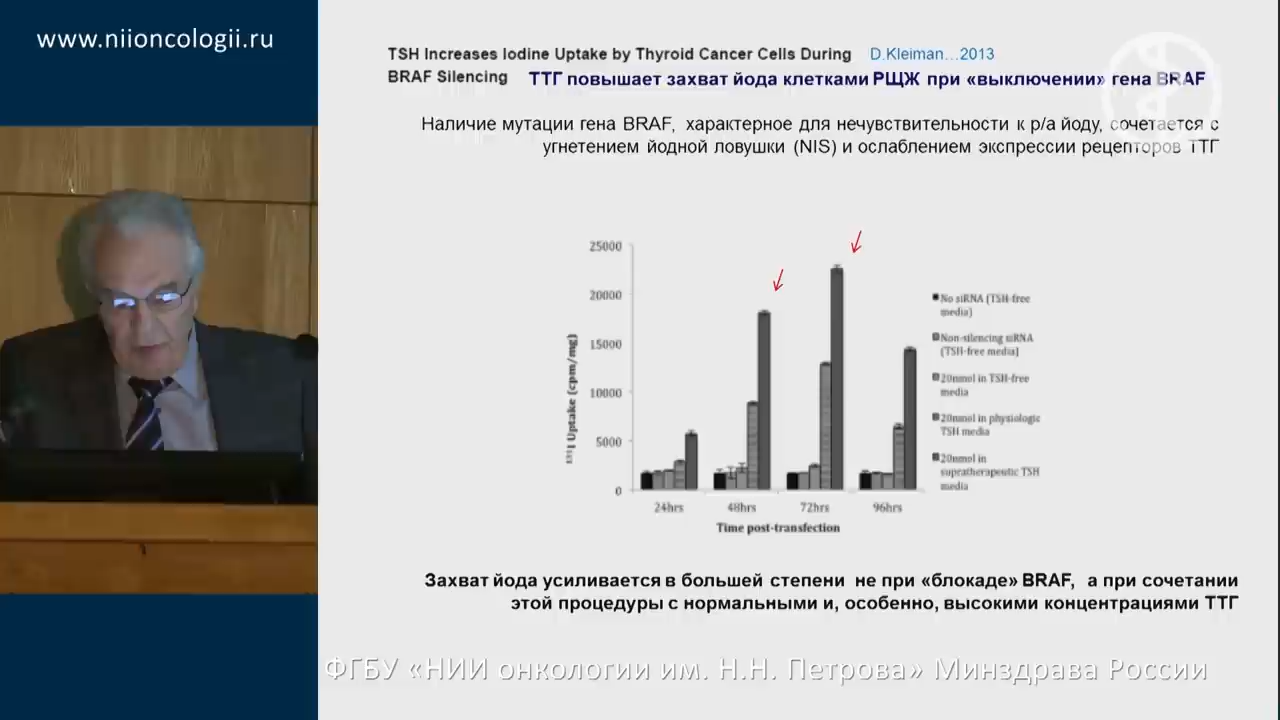 www.niioncologii.ru
TSH Increases Iodine Uptake by Thyroid Cancer Cells During D.Kleiman...2013
BRAF Silencing ТТГ повышает захват йода клетками РЩЖ при «выключении» гена BRAF
Наличие мутации гена BRAF, характерное для нечувствительности к р/а йоду, сочетается с
угнетением йодной ловушки (NIS) и ослаблением экспрессии рецепторов ТТГ
25000
20000
15000
10000
5000
0
¹³¹I Uptake (cpm/mg)
24hrs 48hrs 72hrs 96hrs
Time post-transfection
No siRNA (TSH-free
media)
Non-silencing siRNA
(TSH-free media)
20nmol in TSH-free
media
20nmol in physiologic
TSH media
20nmol in
supratherapeutic TSH
media
Захват йода усиливается в большей степени не при «блокаде» BRAF, а при сочетании
этой процедуры с нормальными и, особенно, высокими концентрациями ТТГ
ФГБУ «НИИ онкологии им. Н.Н. Петрова» Минздрава России